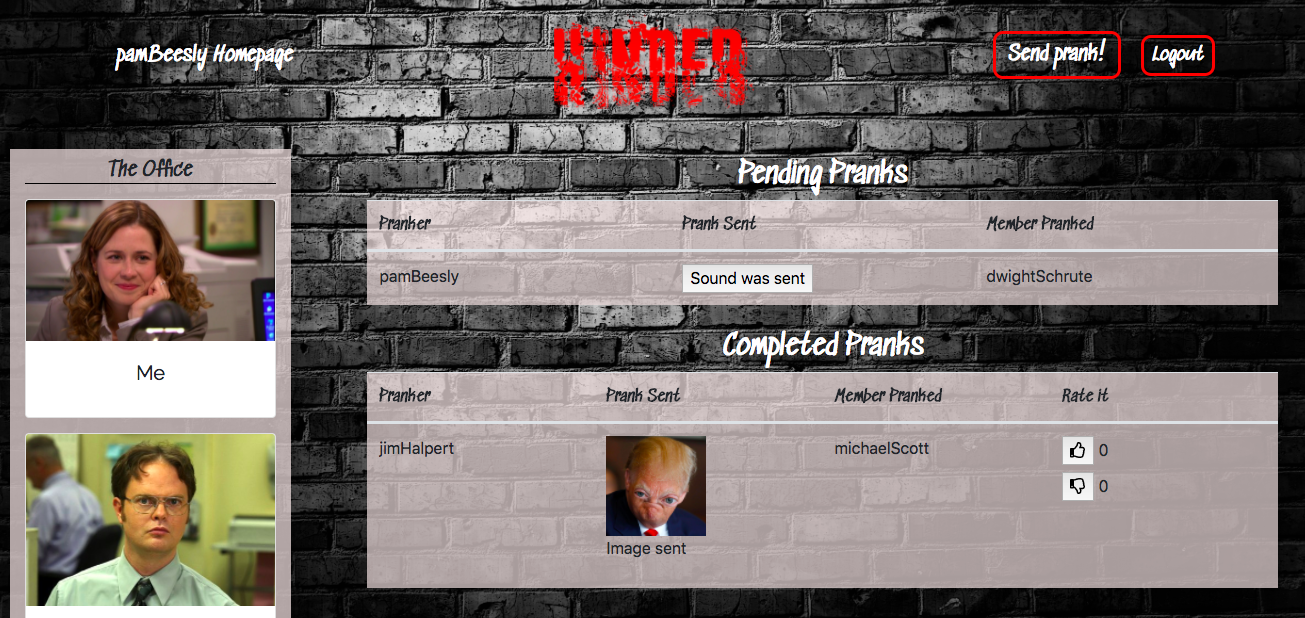 pamBeesly Homepage
HINDER
Send prank!
Logout
The Office
Me
Pending Pranks
Pranker Prank Sent Member Pranked
pamBeesly Sound was sent dwightSchrute
Completed Pranks
Pranker Prank Sent Member Pranked Rate It
jimHalpert michaelScott 0
0
Image sent